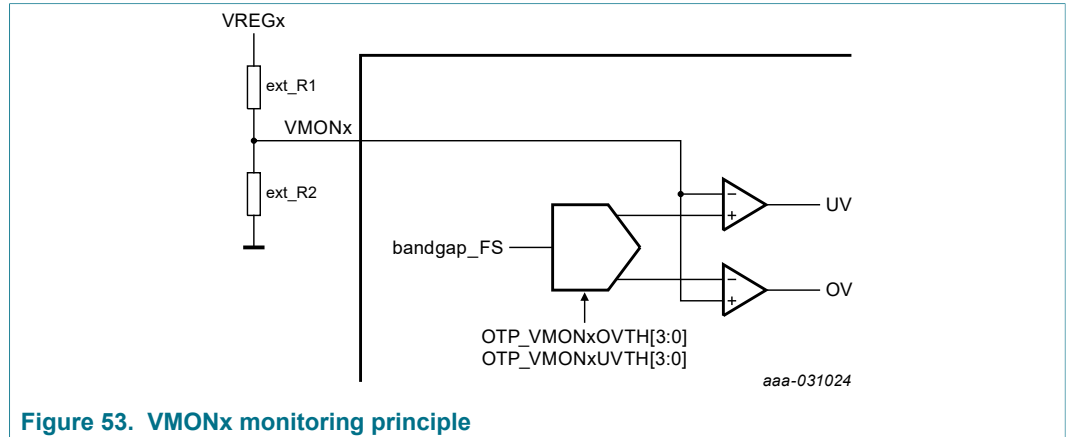 VREGx
ext_R1
VMONx
ext_R2
bandgap_FS
−
+
UV
−
+
OV
OTP_VMONxOVTH[3:0]
OTP_VMONxUVTH[3:0]
aaa-031024
Figure 53. VMONx monitoring principle